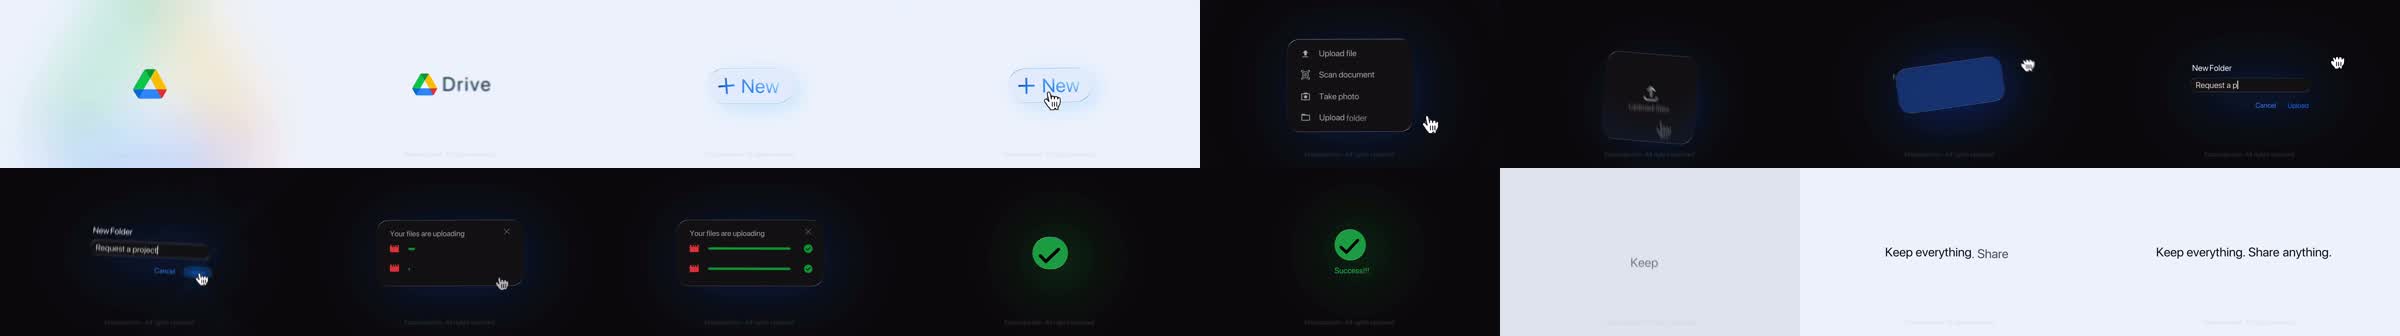 Drive
+ New
+ New
Upload file
Scan document
Take photo
Upload folder
Upload files
New Folder
Request a p
Cancel
Upload
New Folder
Request a project
Cancel
Your files are uploading
Your files are uploading
Success!!!
Keep
Keep everything. Share
Keep everything. Share anything.